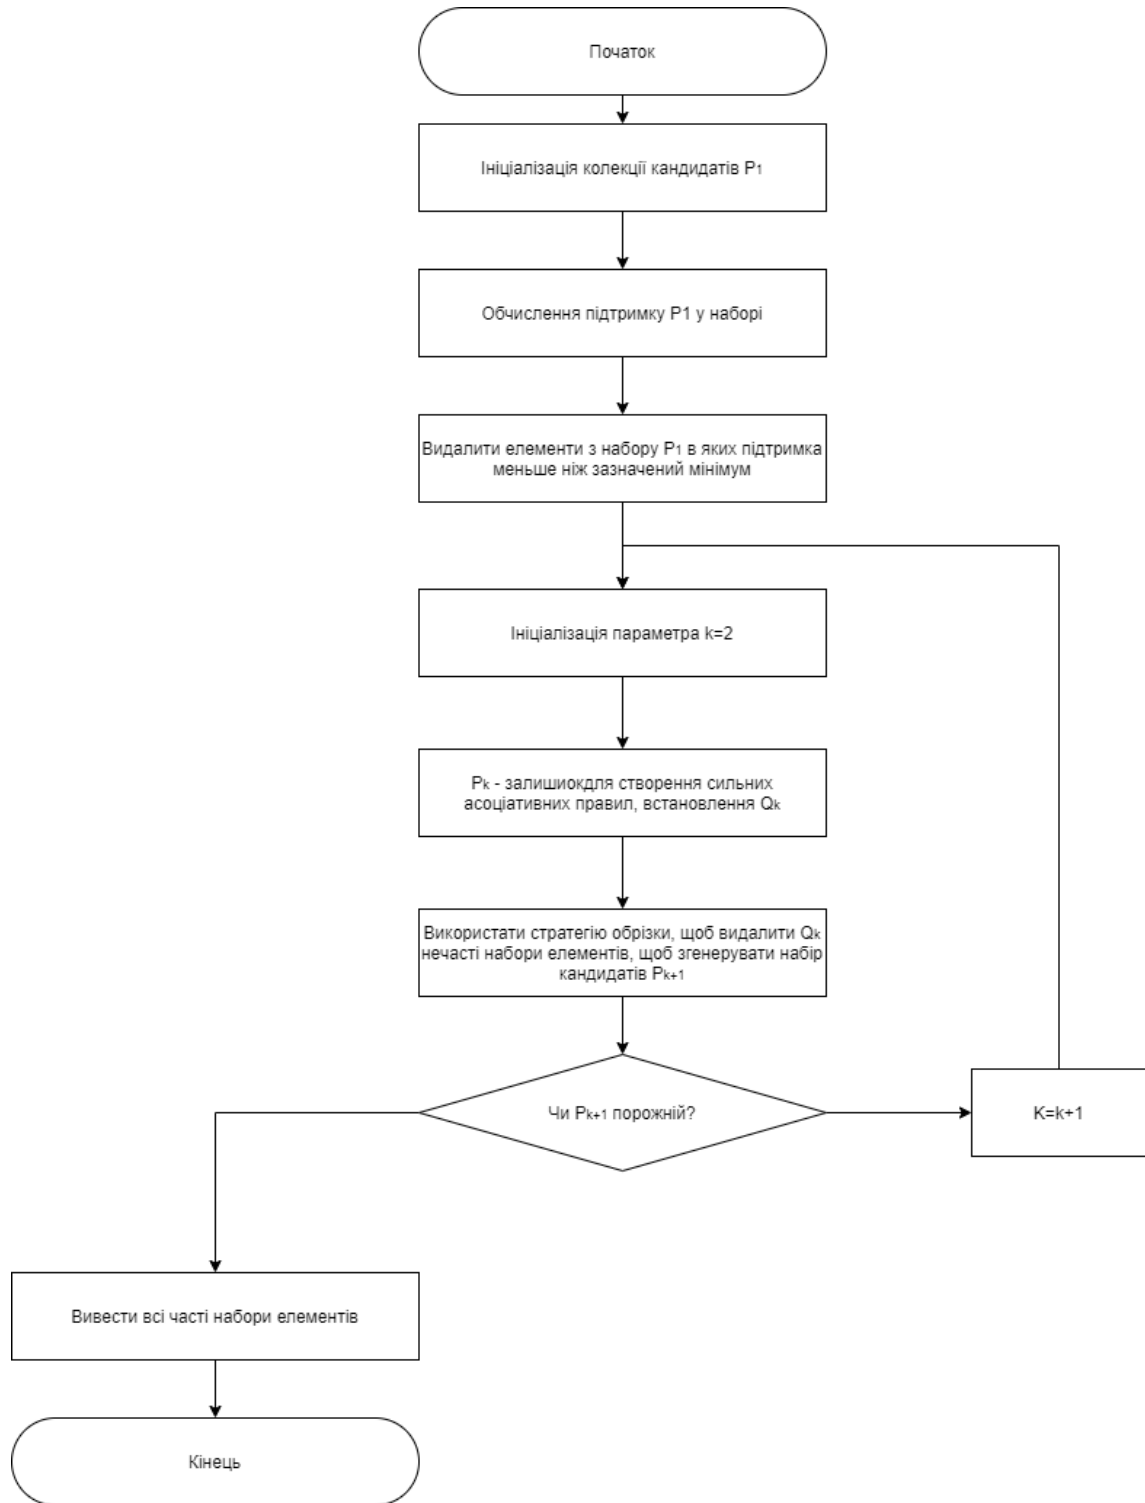 Початок
Ініціалізація колекції кандидатів P1
Обчислення підтримку P1 у наборі
Видалити елементи з набору P1 в яких підтримка
меньше ніж зазначений мінімум
Ініціалізація параметра k=2
Pk - залишиокдля створення сильних
асоціативних правил, встановлення Qk
Використати стратегію обрізки, щоб видалити Qk
нечасті набори елементів, щоб згенерувати набір
кандидатів Pk+1
Чи Pk+1 порожній?
K=k+1
Вивести всі часті набори елементів
Кінець